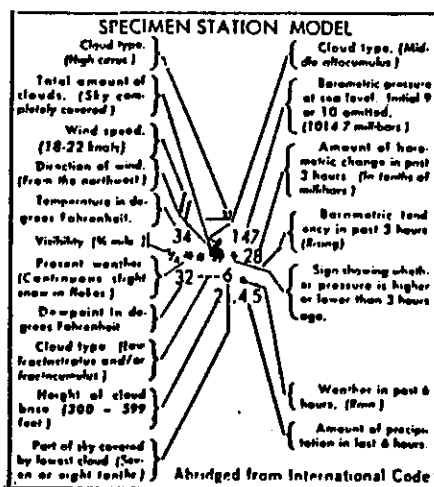 SPECIMEN STATION MODEL
Cloud type.
(High cirrus)
Total amount of
clouds. (Sky com-
pletely covered)
Wind speed.
(18-22 knots)
Direction of wind.
(From the northwest)
Temperature in de-
grees Fahrenheit.
Visibility (¾ mile)
Present weather
(Continuous slight
snow in flakes)
Dewpoint in de-
grees Fahrenheit
Cloud type (Low
fractostratus and/or
fractocumulus)
Height of cloud
base (300 - 599
feet)
Part of sky covered
by lowest cloud (Sev-
en or eight tenths)
34
147
28
32
6
2
.45
Cloud type. (Mid-
dle altocumulus)
Barometric pressure
at sea level. Initial 9
or 10 omitted.
(1014.7 millibars)
Amount of baro-
metric change in past
3 hours (In tenths of
millibars)
Barometric tend-
ency in past 3 hours
(Rising)
Sign showing wheth-
er pressure is higher
or lower than 3 hours
ago.
Weather in past 6
hours. (Rain)
Amount of precipi-
tation in last 6 hours.
Abridged from International Code